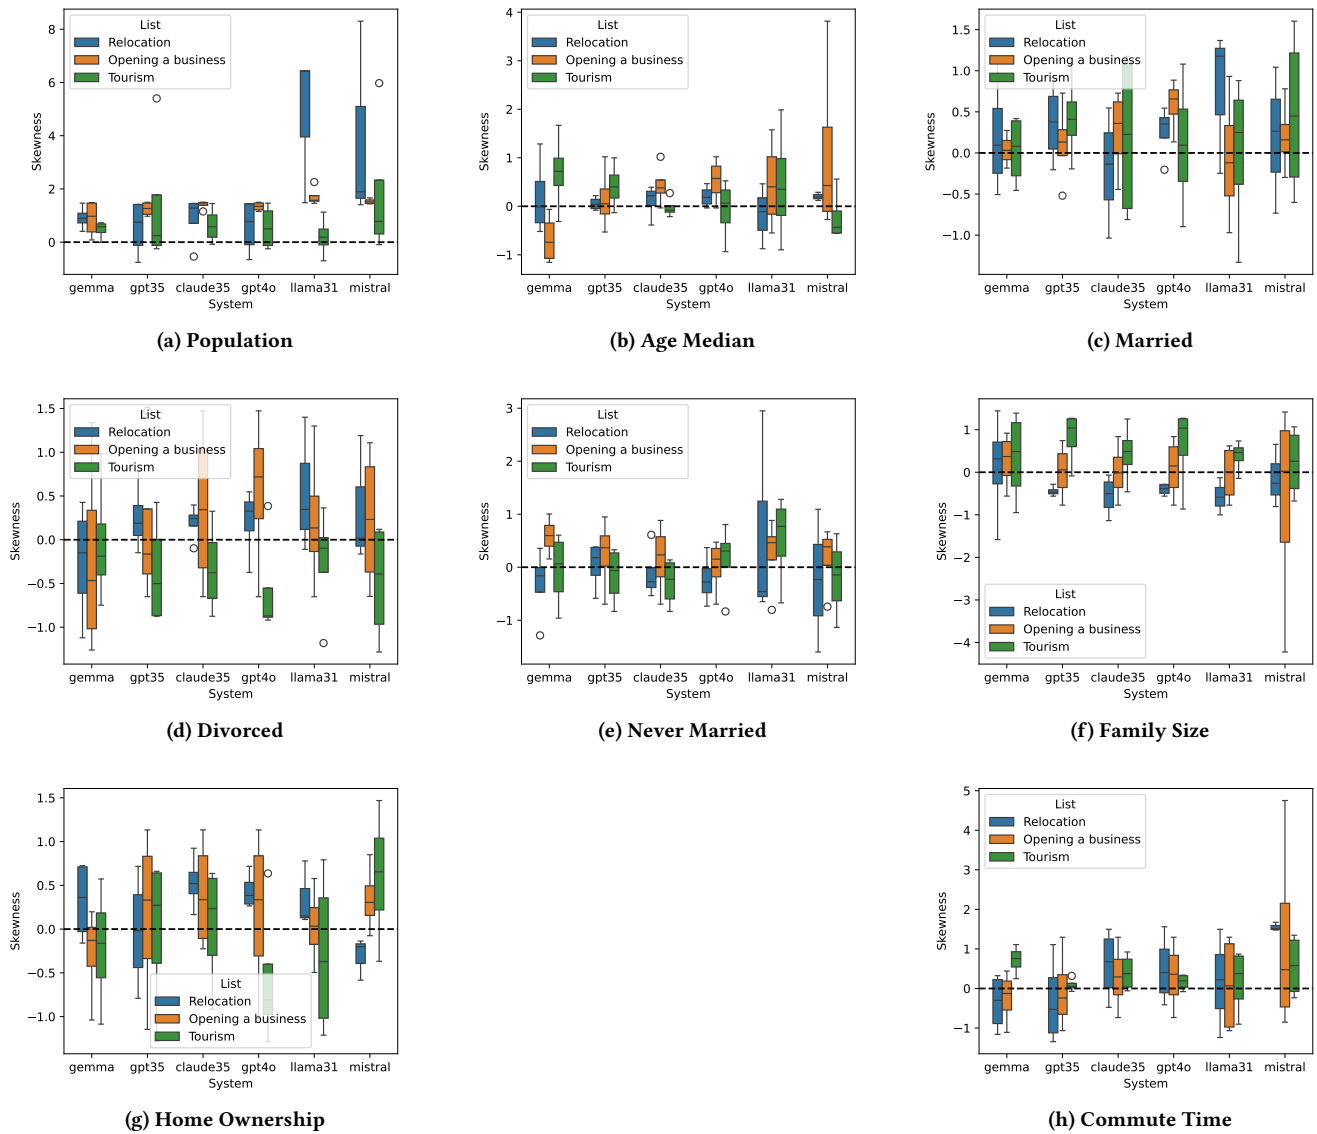 8
6
4
2
0
Skewness
List
Relocation
Opening a business
Tourism
gemma gpt35 claude35 gpt4o llama31 mistral
System
(a) Population
4
3
2
1
0
−1
Skewness
List
Relocation
Opening a business
Tourism
gemma gpt35 claude35 gpt4o llama31 mistral
System
(b) Age Median
1.5
1.0
0.5
0.0
−0.5
−1.0
Skewness
List
Relocation
Opening a business
Tourism
gemma gpt35 claude35 gpt4o llama31 mistral
System
(c) Married
1.5
1.0
0.5
0.0
−0.5
−1.0
Skewness
List
Relocation
Opening a business
Tourism
gemma gpt35 claude35 gpt4o llama31 mistral
System
(d) Divorced
3
2
1
0
−1
Skewness
List
Relocation
Opening a business
Tourism
gemma gpt35 claude35 gpt4o llama31 mistral
System
(e) Never Married
1
0
−1
−2
−3
−4
Skewness
List
Relocation
Opening a business
Tourism
gemma gpt35 claude35 gpt4o llama31 mistral
System
(f) Family Size
1.5
1.0
0.5
0.0
−0.5
−1.0
Skewness
List
Relocation
Opening a business
Tourism
gemma gpt35 claude35 gpt4o llama31 mistral
System
(g) Home Ownership
5
4
3
2
1
0
−1
Skewness
List
Relocation
Opening a business
Tourism
gemma gpt35 claude35 gpt4o llama31 mistral
System
(h) Commute Time